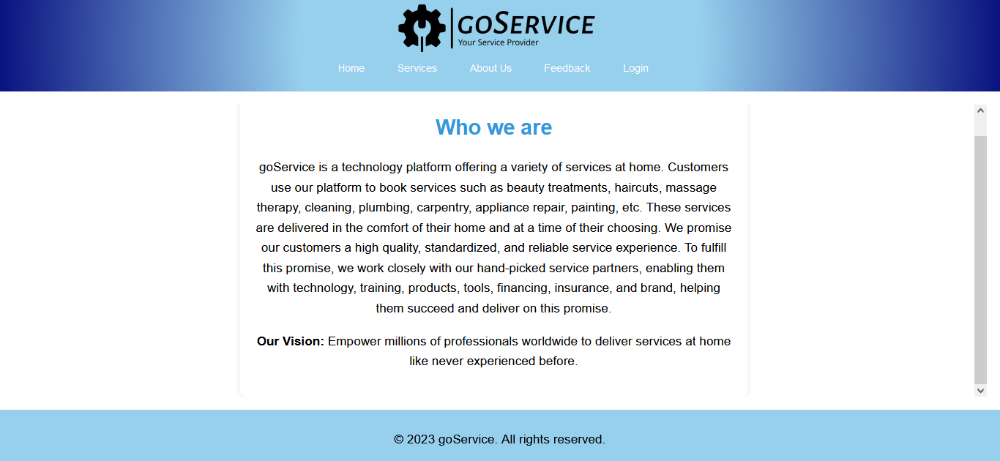 GOSERVICE
Your Service Provider
Home Services About Us Feedback Login
Who we are
goService is a technology platform offering a variety of services at home. Customers
use our platform to book services such as beauty treatments, haircuts, massage
therapy, cleaning, plumbing, carpentry, appliance repair, painting, etc. These services
are delivered in the comfort of their home and at a time of their choosing. We promise
our customers a high quality, standardized, and reliable service experience. To fulfill
this promise, we work closely with our hand-picked service partners, enabling them
with technology, training, products, tools, financing, insurance, and brand, helping
them succeed and deliver on this promise.
Our Vision: Empower millions of professionals worldwide to deliver services at home
like never experienced before.
© 2023 goService. All rights reserved.